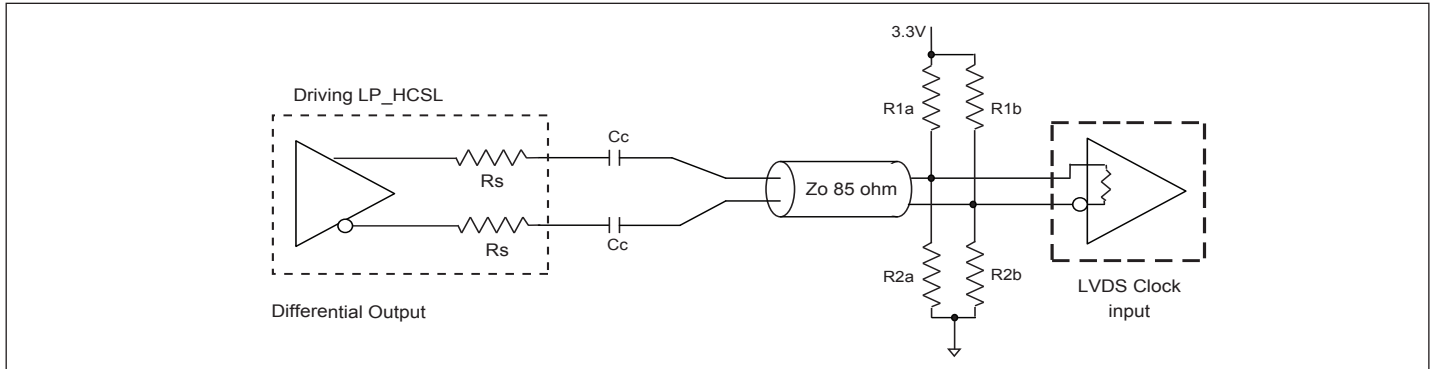 3.3V
Driving LP_HCSL
R1a
R1b
Cc
Rs
Zo 85 ohm
Cc
Rs
R2a
R2b
LVDS Clock
input
Differential Output